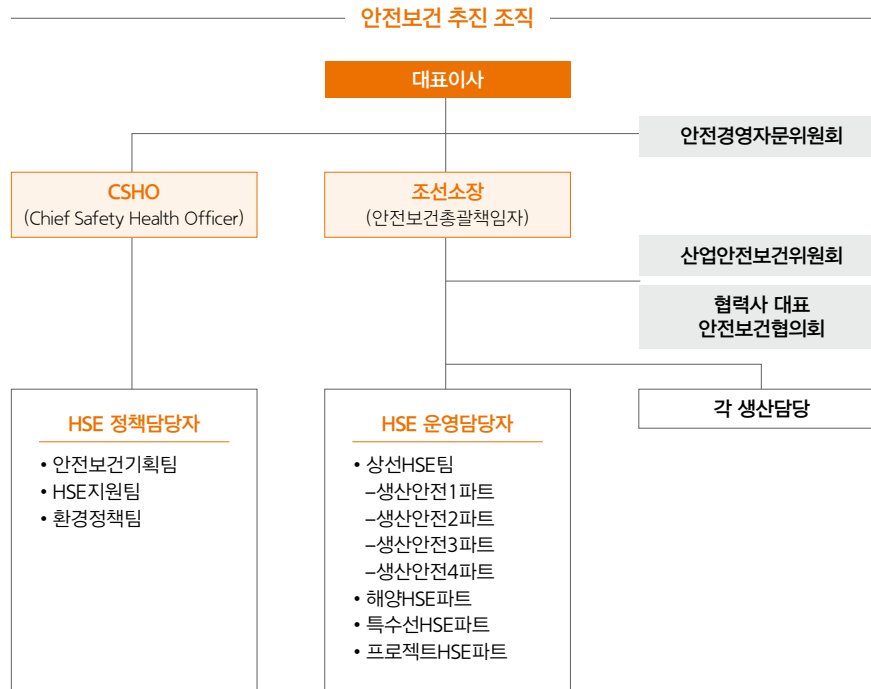 안전보건 추진 조직
대표이사
안전경영자문위원회
CSHO
(Chief Safety Health Officer)
조선소장
(안전보건총괄책임자)
산업안전보건위원회
협력사 대표
안전보건협의회
HSE 정책담당자
• 안전보건기획팀
• HSE지원팀
• 환경정책팀
HSE 운영담당자
• 상선HSE팀
–생산안전1파트
–생산안전2파트
–생산안전3파트
–생산안전4파트
• 해양HSE파트
• 특수선HSE파트
• 프로젝트HSE파트
각 생산담당